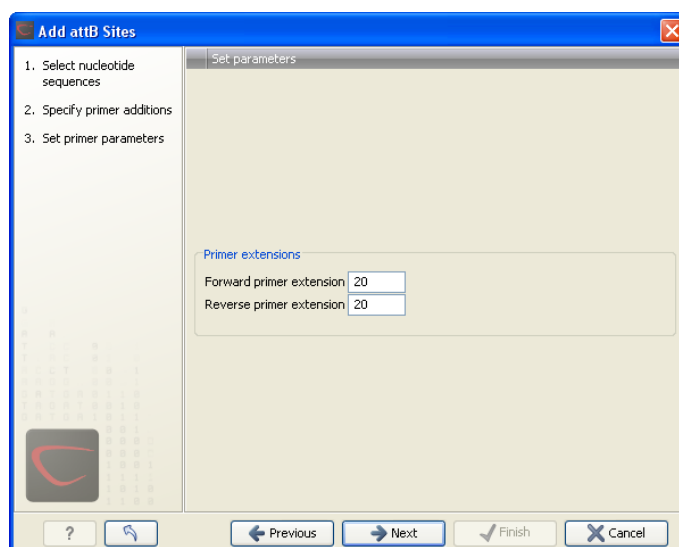 Add attB Sites
1. Select nucleotide
sequences
2. Specify primer additions
3. Set primer parameters
Set parameters
Primer extensions
Forward primer extension 20
Reverse primer extension 20
? Previous Next Finish Cancel